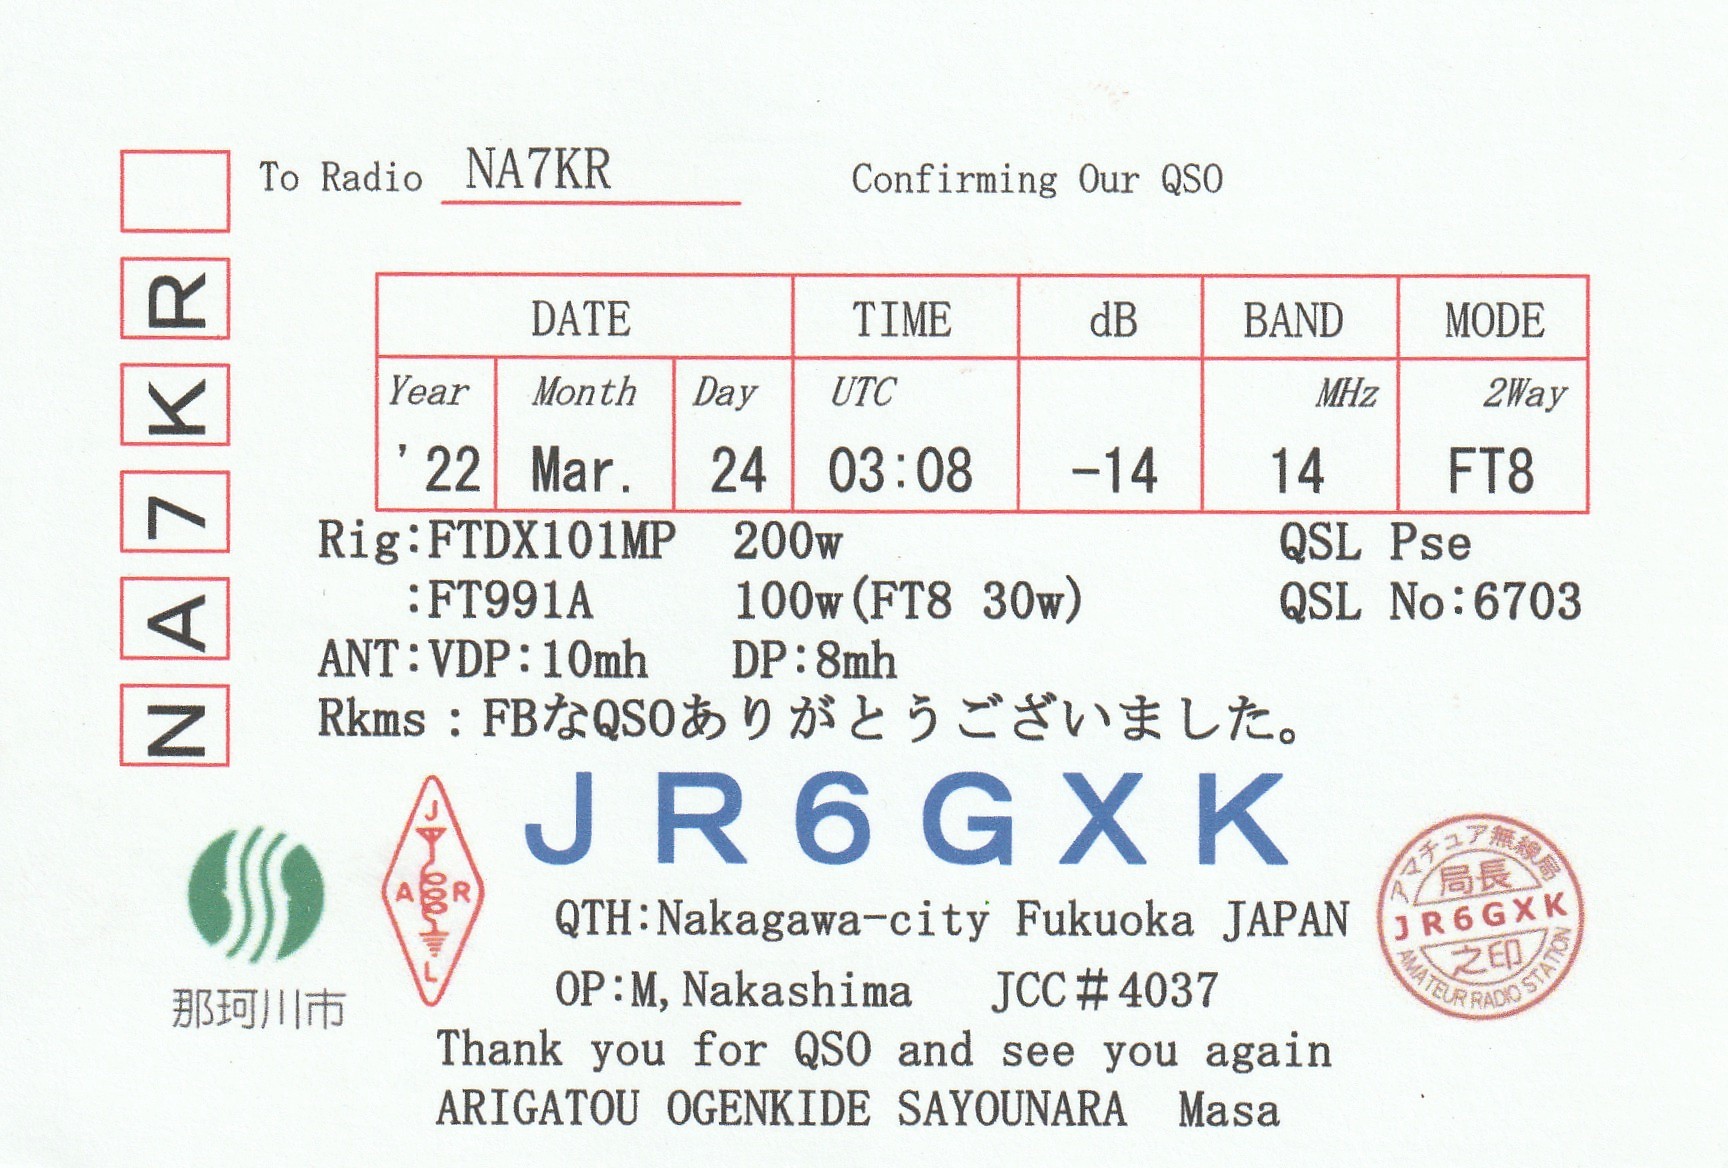 To Radio NA7KR Confirming Our QSO
NA7KR
DATE TIME dB BAND MODE
Year Month Day UTC MHz 2Way
'22 Mar. 24 03:08 -14 14 FT8
Rig:FTDX101MP 200w QSL Pse
:FT991A 100w(FT8 30w) QSL No:6703
ANT:VDP:10mh DP:8mh
Rkms:FBなQSOありがとうございました。
JR6GXK
J
A R
L
那珂川市
QTH:Nakagawa-city Fukuoka JAPAN
OP:M,Nakashima JCC#4037
アマチュア無線局
局長
JR6GXK
之印
AMATEUR RADIO STATION
Thank you for QSO and see you again
ARIGATOU OGENKIDE SAYOUNARA Masa